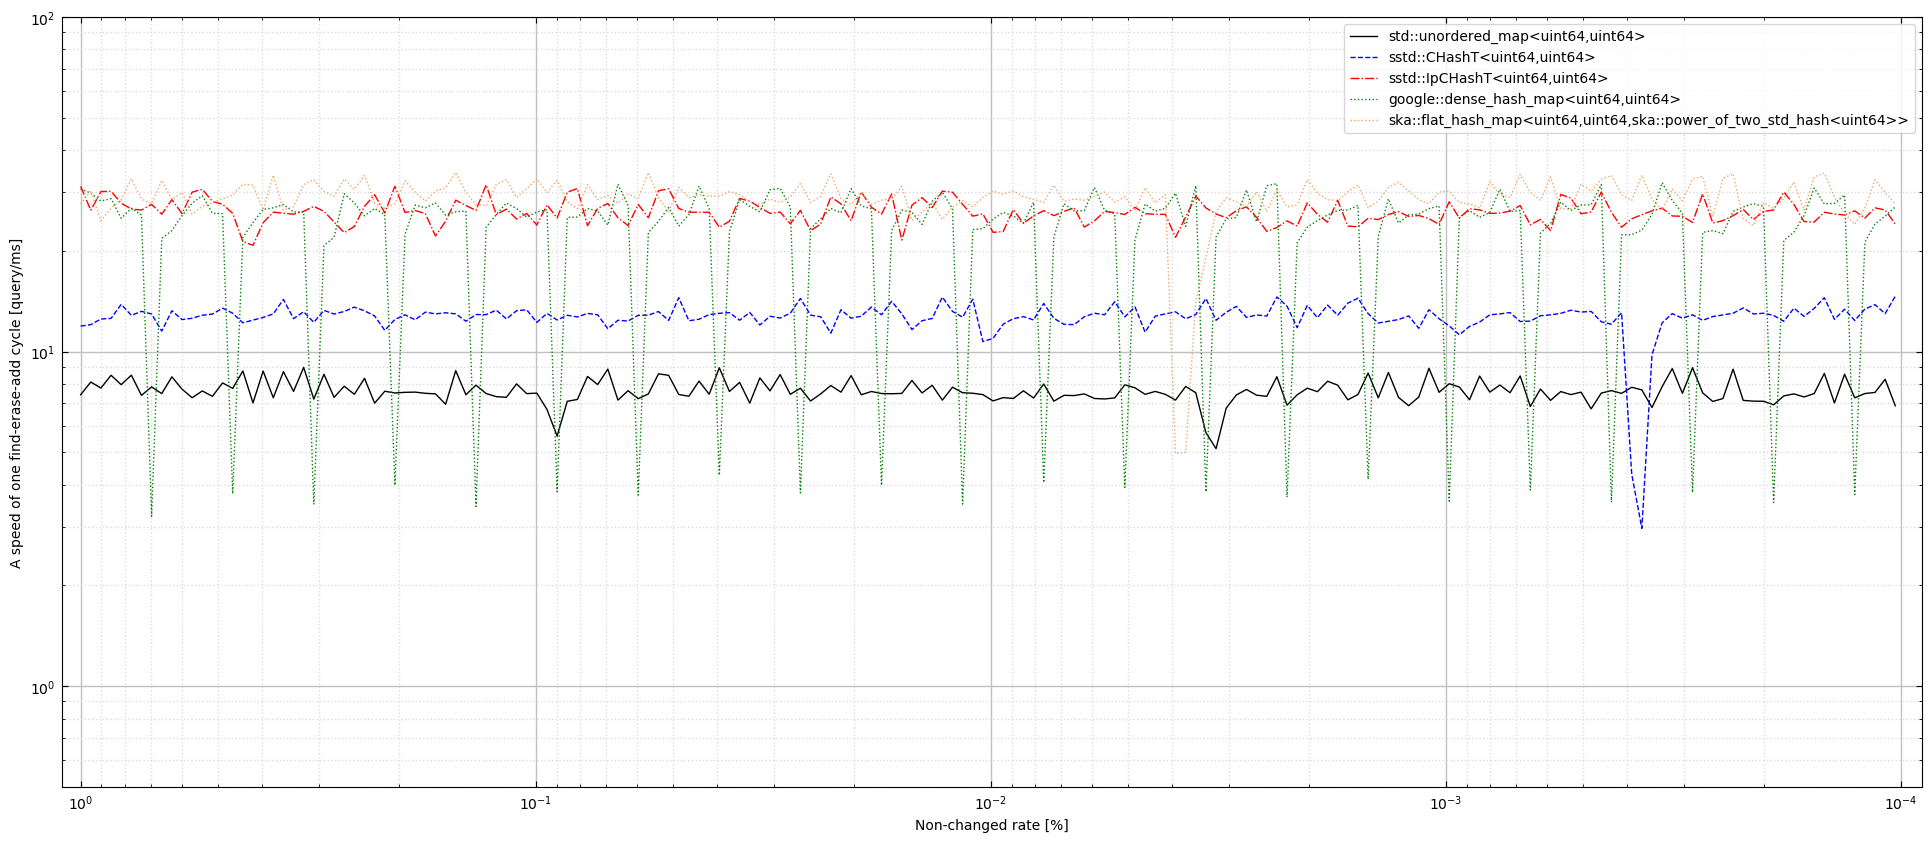 std::unordered_map<uint64,uint64>
sstd::CHashT<uint64,uint64>
sstd::IpCHashT<uint64,uint64>
google::dense_hash_map<uint64,uint64>
ska::flat_hash_map<uint64,uint64,ska::power_of_two_std_hash<uint64>>
A speed of one find-erase-add cycle [query/ms]
10²
10¹
10⁰
10⁰ 10⁻¹ 10⁻² 10⁻³ 10⁻⁴
Non-changed rate [%]